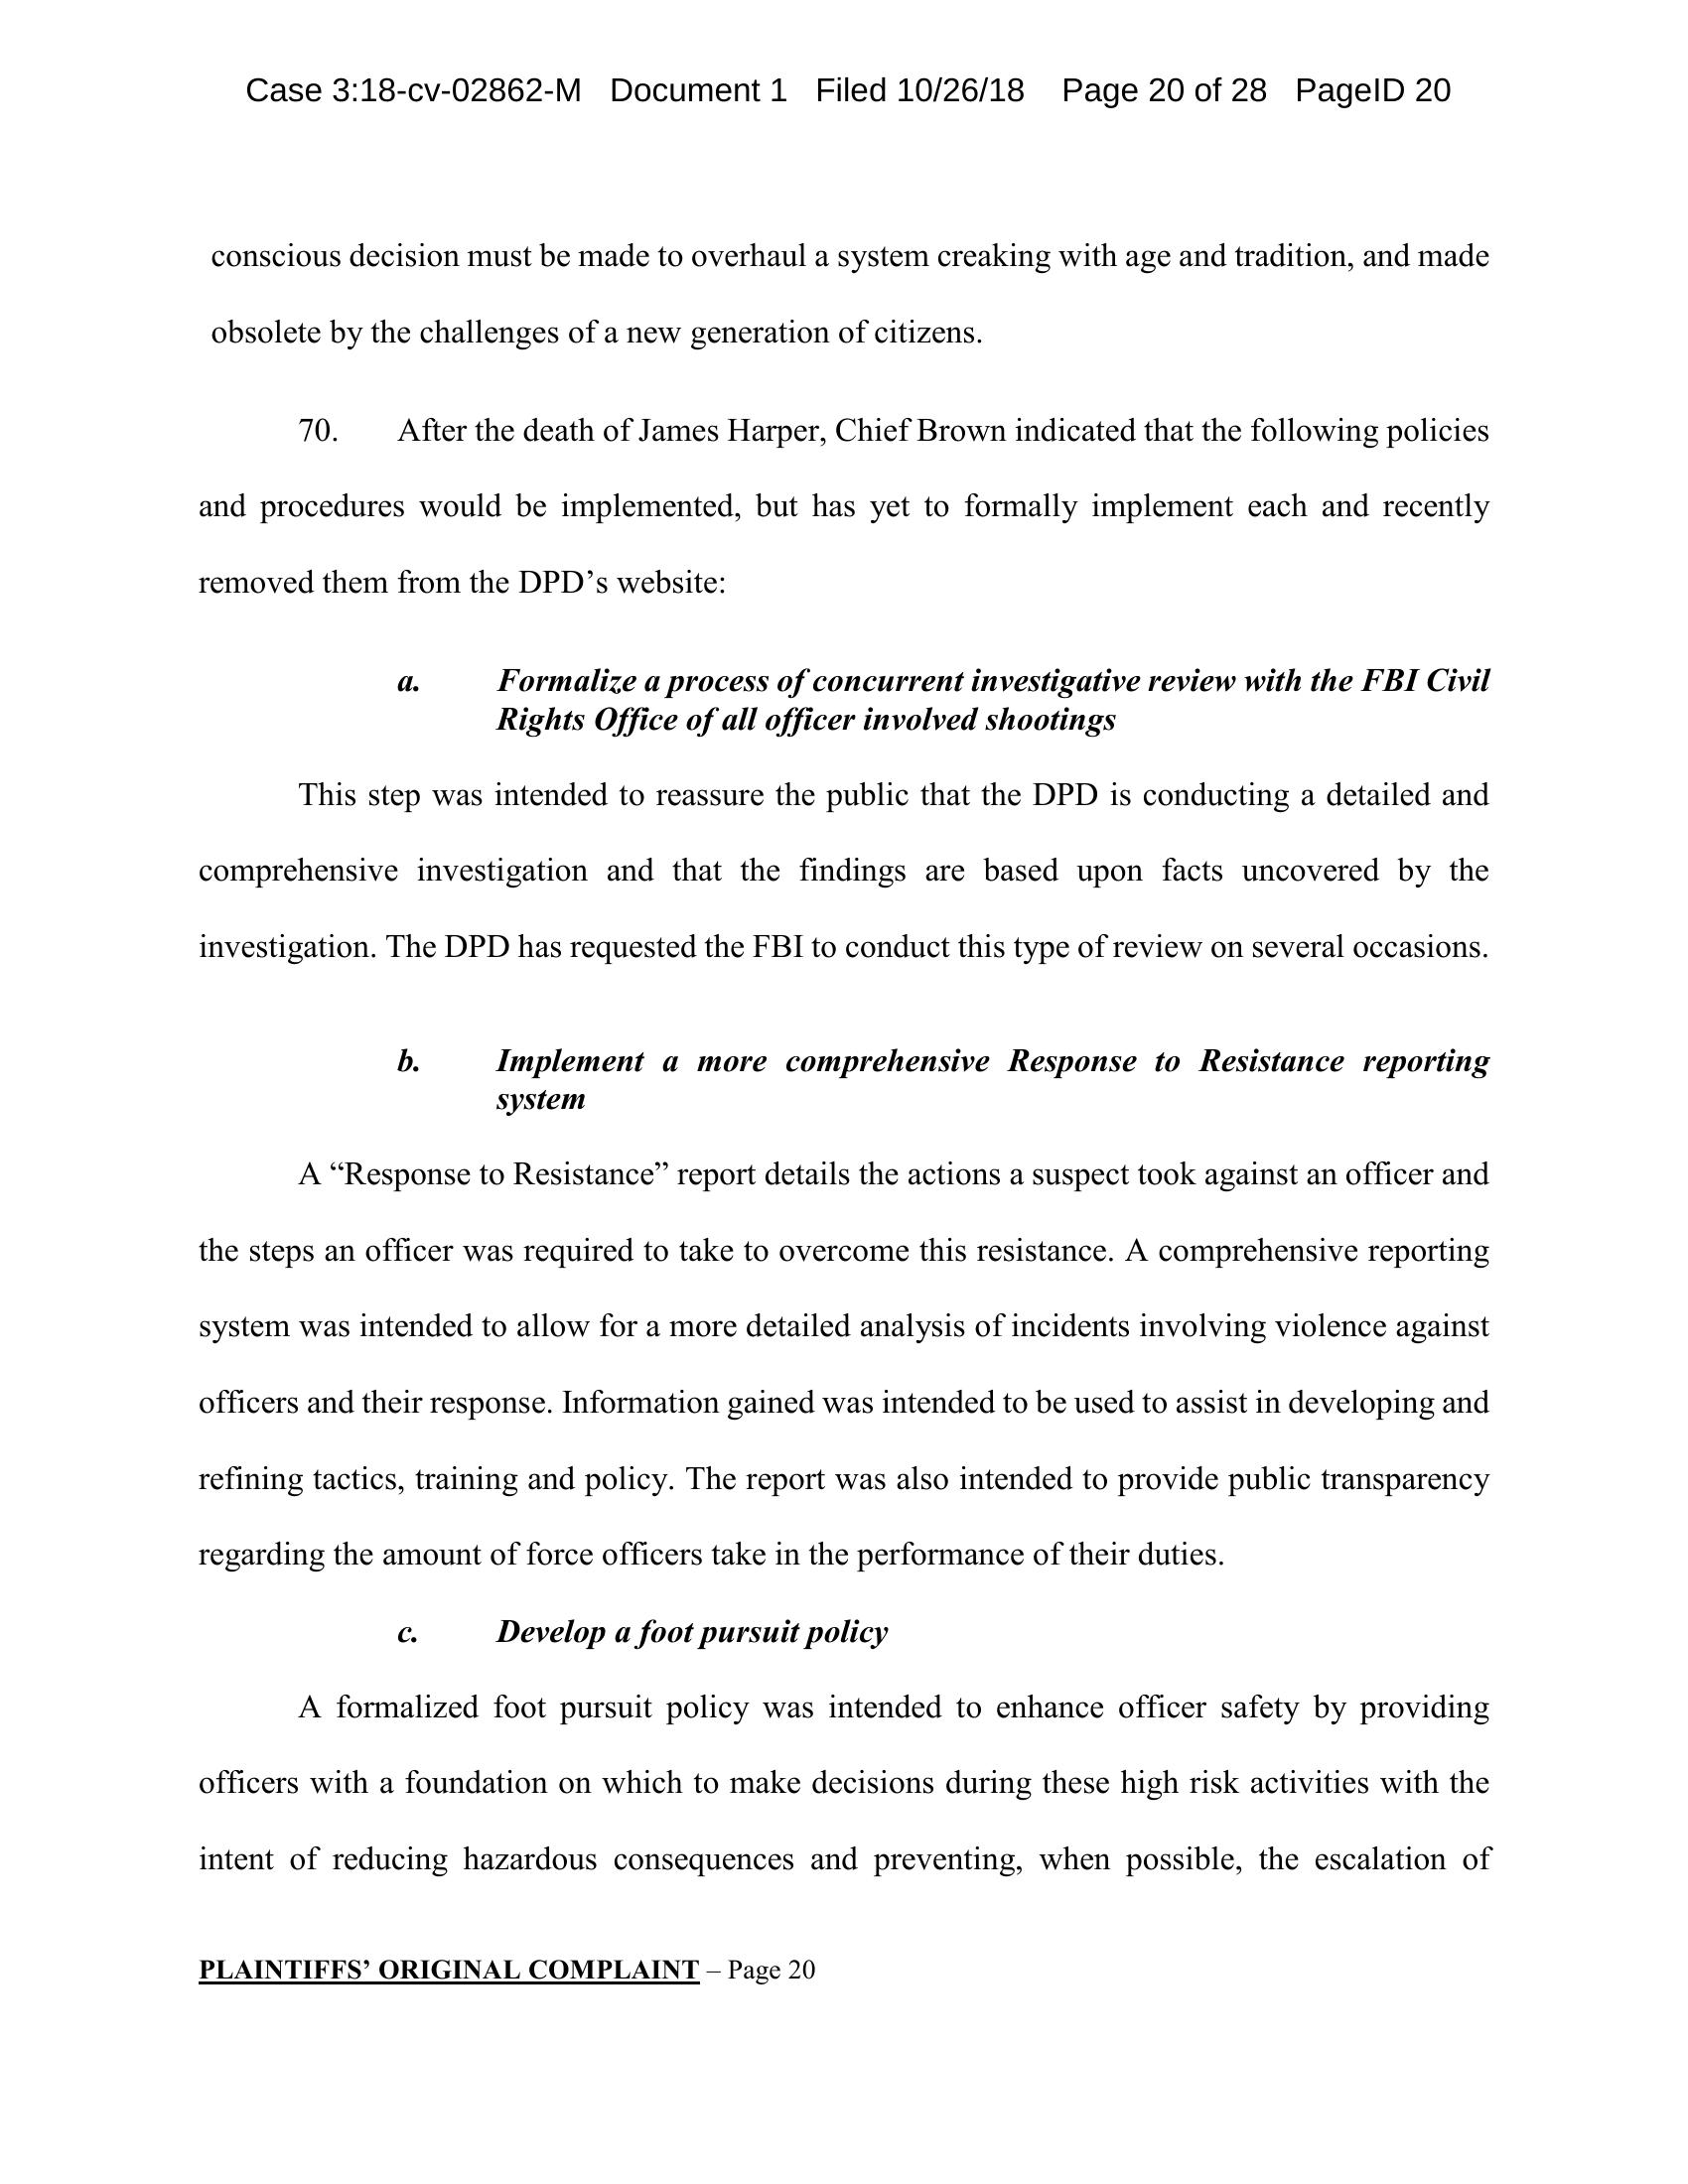 Case 3:18-cv-02862-M Document 1 Filed 10/26/18 Page 20 of 28 PageID 20
conscious decision must be made to overhaul a system creaking with age and tradition, and made
obsolete by the challenges of a new generation of citizens.
70. After the death of James Harper, Chief Brown indicated that the following policies
and procedures would be implemented, but has yet to formally implement each and recently
removed them from the DPD’s website:
a. Formalize a process of concurrent investigative review with the FBI Civil
Rights Office of all officer involved shootings
This step was intended to reassure the public that the DPD is conducting a detailed and
comprehensive investigation and that the findings are based upon facts uncovered by the
investigation. The DPD has requested the FBI to conduct this type of review on several occasions.
b. Implement a more comprehensive Response to Resistance reporting
system
A “Response to Resistance” report details the actions a suspect took against an officer and
the steps an officer was required to take to overcome this resistance. A comprehensive reporting
system was intended to allow for a more detailed analysis of incidents involving violence against
officers and their response. Information gained was intended to be used to assist in developing and
refining tactics, training and policy. The report was also intended to provide public transparency
regarding the amount of force officers take in the performance of their duties.
c. Develop a foot pursuit policy
A formalized foot pursuit policy was intended to enhance officer safety by providing
officers with a foundation on which to make decisions during these high risk activities with the
intent of reducing hazardous consequences and preventing, when possible, the escalation of
PLAINTIFFS’ ORIGINAL COMPLAINT – Page 20